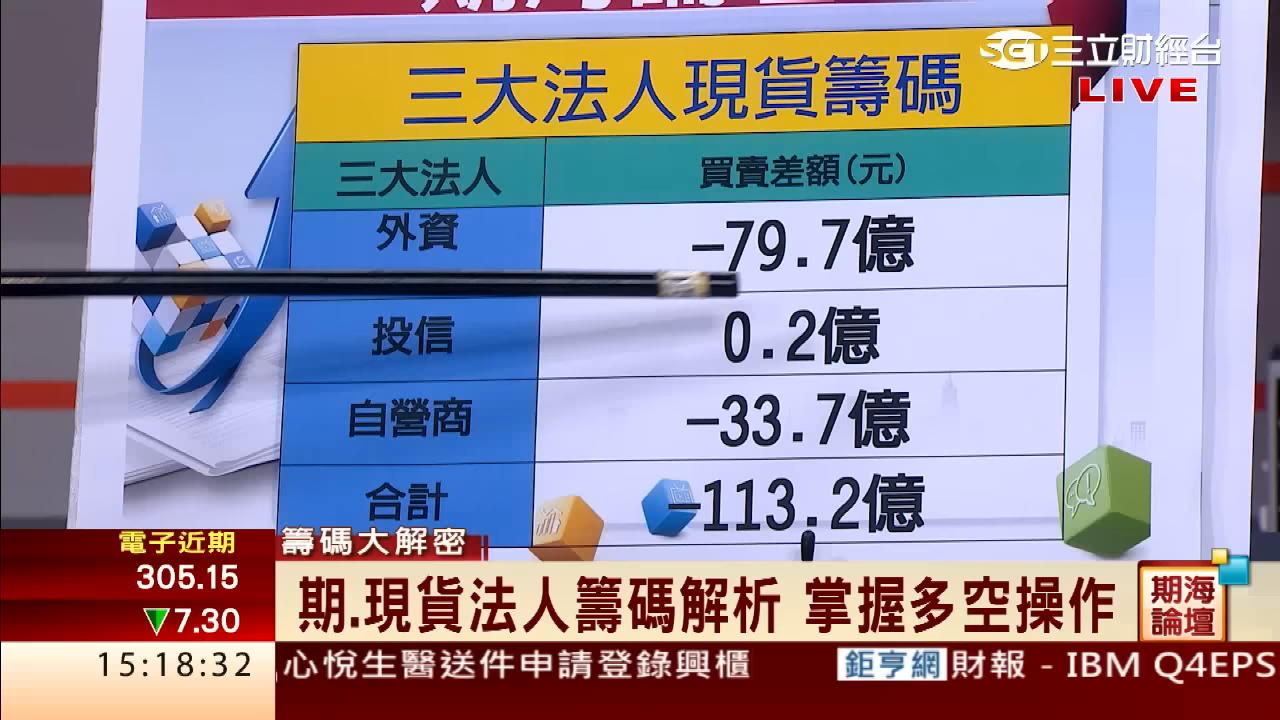 SET 三立財經台
LIVE
三大法人現貨籌碼
三大法人 買賣差額(元)
外資 -79.7億
投信 0.2億
自營商 -33.7億
合計 -113.2億
電子近期
305.15
▼7.30
籌碼大解密
期.現貨法人籌碼解析 掌握多空操作
期海
論壇
15:18:32
心悅生醫送件申請登錄興櫃 鉅亨網 財報 - IBM Q4EPS